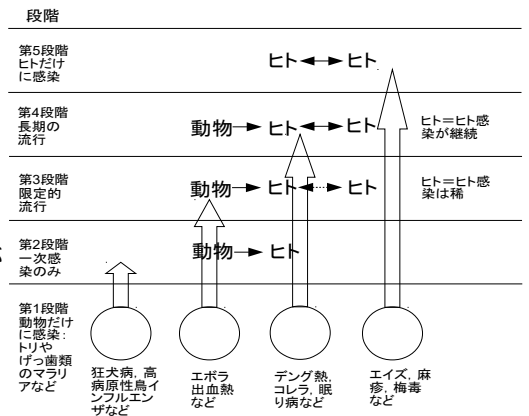 段階
第5段階
ヒトだけ
に感染
ヒト ヒト
第4段階
長期の
流行
動物 ヒト ヒト
ヒト＝ヒト感
染が継続
第3段階
限定的
流行
動物 ヒト ヒト
ヒト＝ヒト感
染は稀
第2段階
一次感
染のみ
動物 ヒト
第1段階
動物だけ
に感染：
トリや
げっ歯類
のマラリ
アなど
狂犬病，高
病原性鳥イ
ンフルエン
ザなど
エボラ
出血熱
など
デング熱，
コレラ，眠
り病など
エイズ，麻
疹，梅毒
など